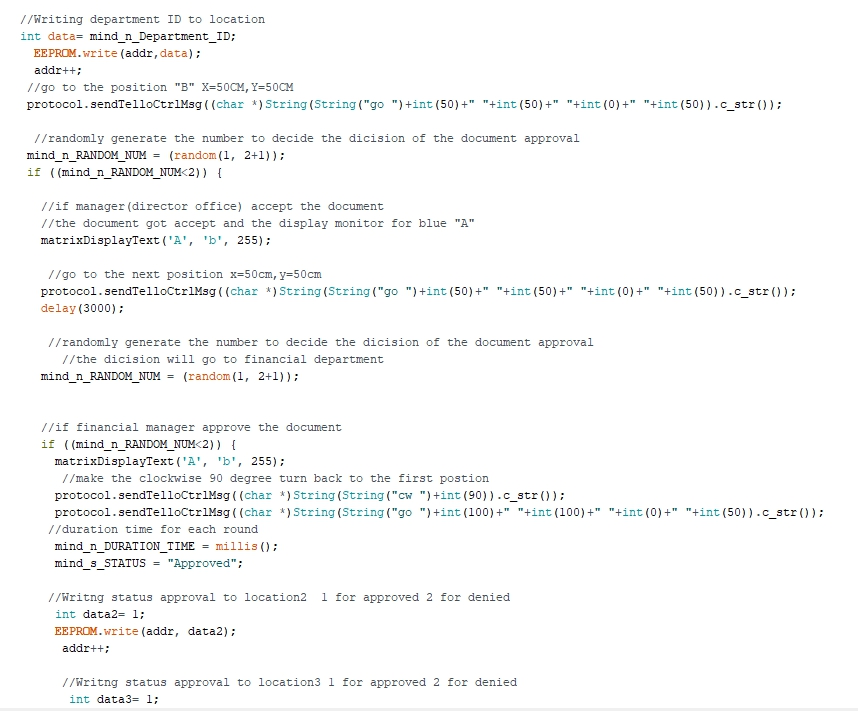 //Writing department ID to location
int data= mind_n_Department_ID;
EEPROM.write(addr,data);
addr++;
//go to the position "B" X=50CM,Y=50CM
protocol.sendTelloCtrlMsg((char *)String(String("go ")+int(50)+" "+int(50)+" "+int(0)+" "+int(50)).c_str());
//randomly generate the number to decide the dicision of the document approval
mind_n_RANDOM_NUM = (random(1, 2+1));
if ((mind_n_RANDOM_NUM<2)) {
//if manager(director office) accept the document
//the document got accept and the display monitor for blue "A"
matrixDisplayText('A', 'b', 255);
//go to the next position x=50cm,y=50cm
protocol.sendTelloCtrlMsg((char *)String(String("go ")+int(50)+" "+int(50)+" "+int(0)+" "+int(50)).c_str());
delay(3000);
//randomly generate the number to decide the dicision of the document approval
//the dicision will go to financial department
mind_n_RANDOM_NUM = (random(1, 2+1));
//if financial manager approve the document
if ((mind_n_RANDOM_NUM<2)) {
matrixDisplayText('A', 'b', 255);
//make the clockwise 90 degree turn back to the first postion
protocol.sendTelloCtrlMsg((char *)String(String("cw ")+int(90)).c_str());
protocol.sendTelloCtrlMsg((char *)String(String("go ")+int(100)+" "+int(100)+" "+int(0)+" "+int(50)).c_str());
//duration time for each round
mind_n_DURATION_TIME = millis();
mind_s_STATUS = "Approved";
//Writng status approval to location2  1 for approved 2 for denied
int data2= 1;
EEPROM.write(addr, data2);
addr++;
//Writng status approval to location3 1 for approved 2 for denied
int data3= 1;